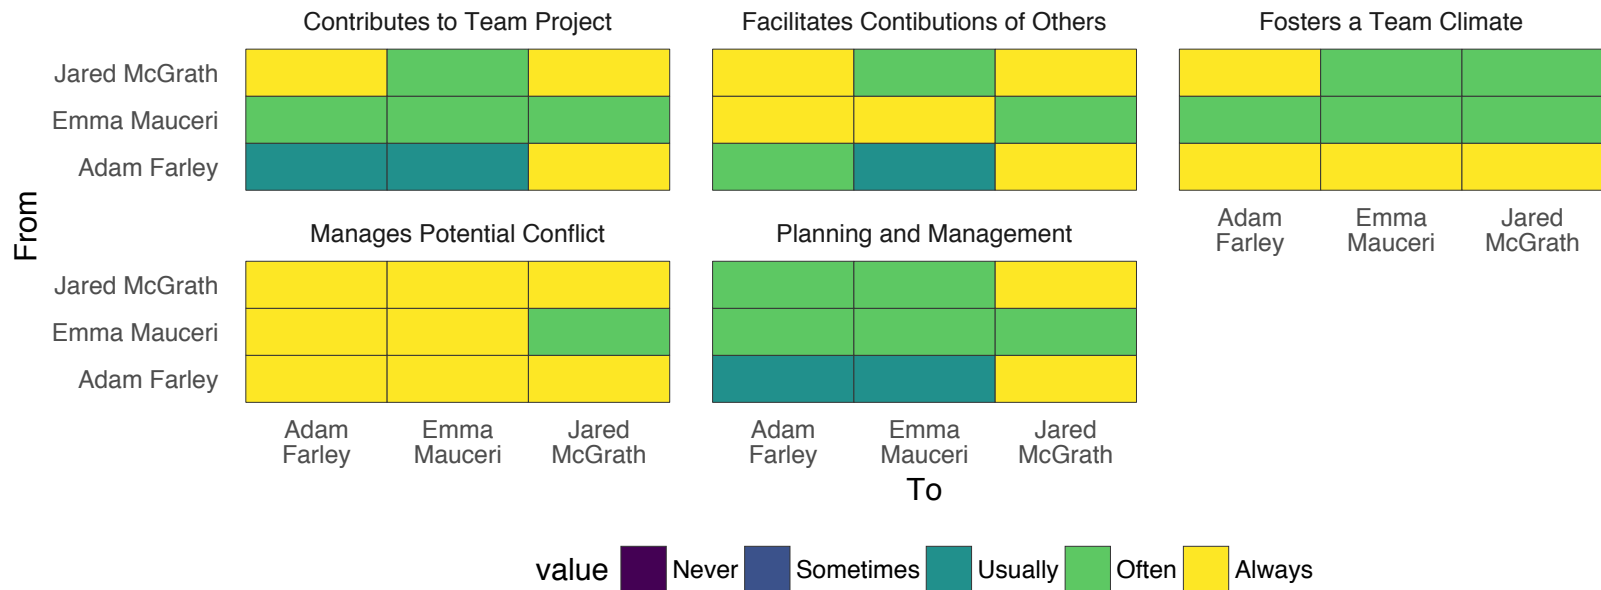 Contributes to Team Project
Facilitates Contibutions of Others
Fosters a Team Climate
Jared McGrath
Emma Mauceri
Adam Farley
Adam
Farley
Emma
Mauceri
Jared
McGrath
From
Manages Potential Conflict
Planning and Management
Jared McGrath
Emma Mauceri
Adam Farley
Adam
Farley
Emma
Mauceri
Jared
McGrath
Adam
Farley
Emma
Mauceri
Jared
McGrath
To
value Never Sometimes Usually Often Always